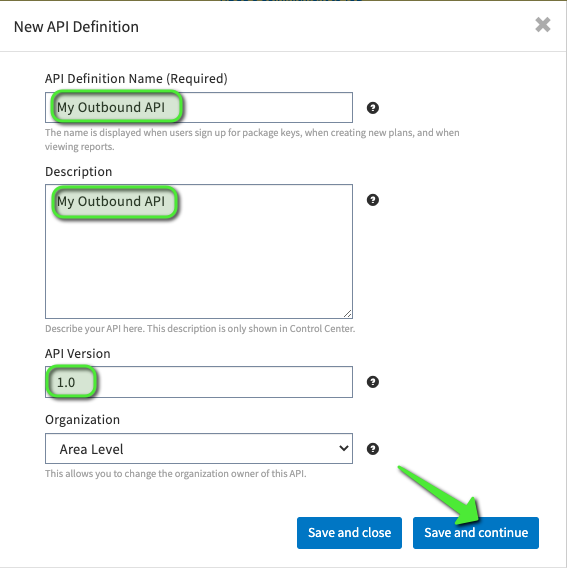 New API Definition
API Definition Name (Required)
My Outbound API
The name is displayed when users sign up for package keys, when creating new plans, and when
viewing reports.
Description
My Outbound API
Describe your API here. This description is only shown in Control Center.
API Version
1.0
Organization
Area Level
This allows you to change the organization owner of this API.
Save and close
Save and continue